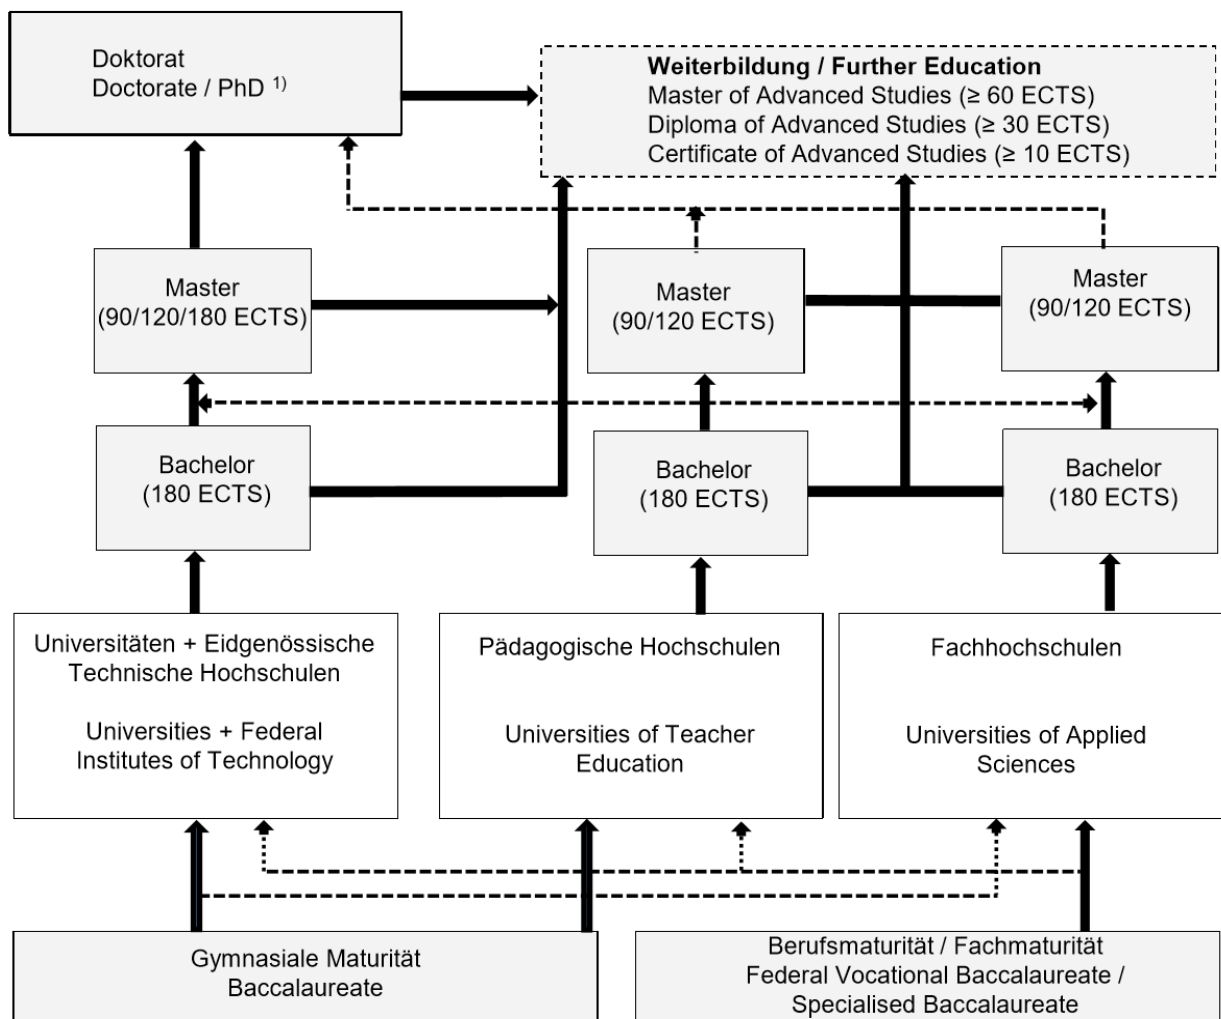 Doktorat
Doctorate / PhD 1)
Weiterbildung / Further Education
Master of Advanced Studies (≥ 60 ECTS)
Diploma of Advanced Studies (≥ 30 ECTS)
Certificate of Advanced Studies (≥ 10 ECTS)
Master
(90/120/180 ECTS)
Master
(90/120 ECTS)
Master
(90/120 ECTS)
Bachelor
(180 ECTS)
Bachelor
(180 ECTS)
Bachelor
(180 ECTS)
Universitäten + Eidgenössische
Technische Hochschulen
Universities + Federal
Institutes of Technology
Pädagogische Hochschulen
Universities of Teacher
Education
Fachhochschulen
Universities of Applied
Sciences
Gymnasiale Maturität
Baccalaureate
Berufsmaturität / Fachmaturität
Federal Vocational Baccalaureate /
Specialised Baccalaureate